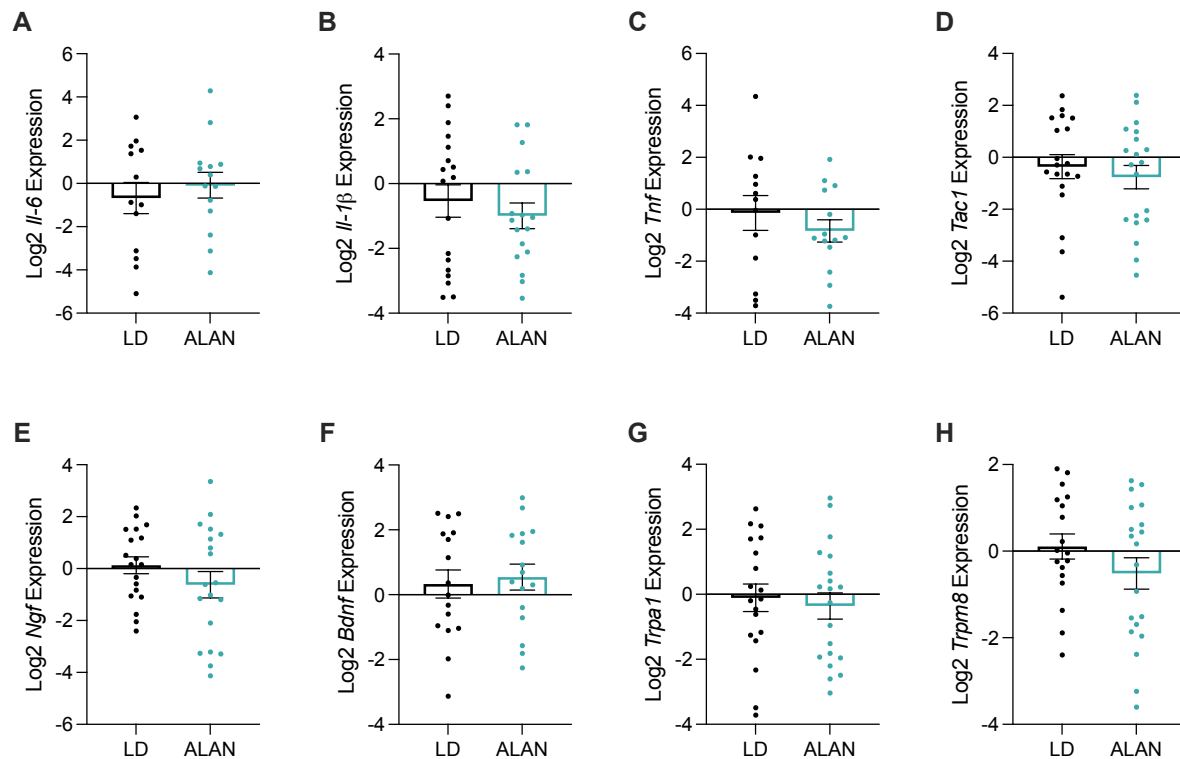 A
Log2 Il-6 Expression
6
4
2
0
-2
-4
-6
LD
ALAN
B
Log2 Il-1β Expression
4
2
0
-2
-4
LD
ALAN
C
Log2 Tnf Expression
6
4
2
0
-2
-4
LD
ALAN
D
Log2 Tac1 Expression
4
2
0
-2
-4
-6
LD
ALAN
E
Log2 Ngf Expression
4
2
0
-2
-4
-6
LD
ALAN
F
Log2 Bdnf Expression
4
2
0
-2
-4
LD
ALAN
G
Log2 Trpa1 Expression
4
2
0
-2
-4
LD
ALAN
H
Log2 Trpm8 Expression
2
0
-2
-4
LD
ALAN